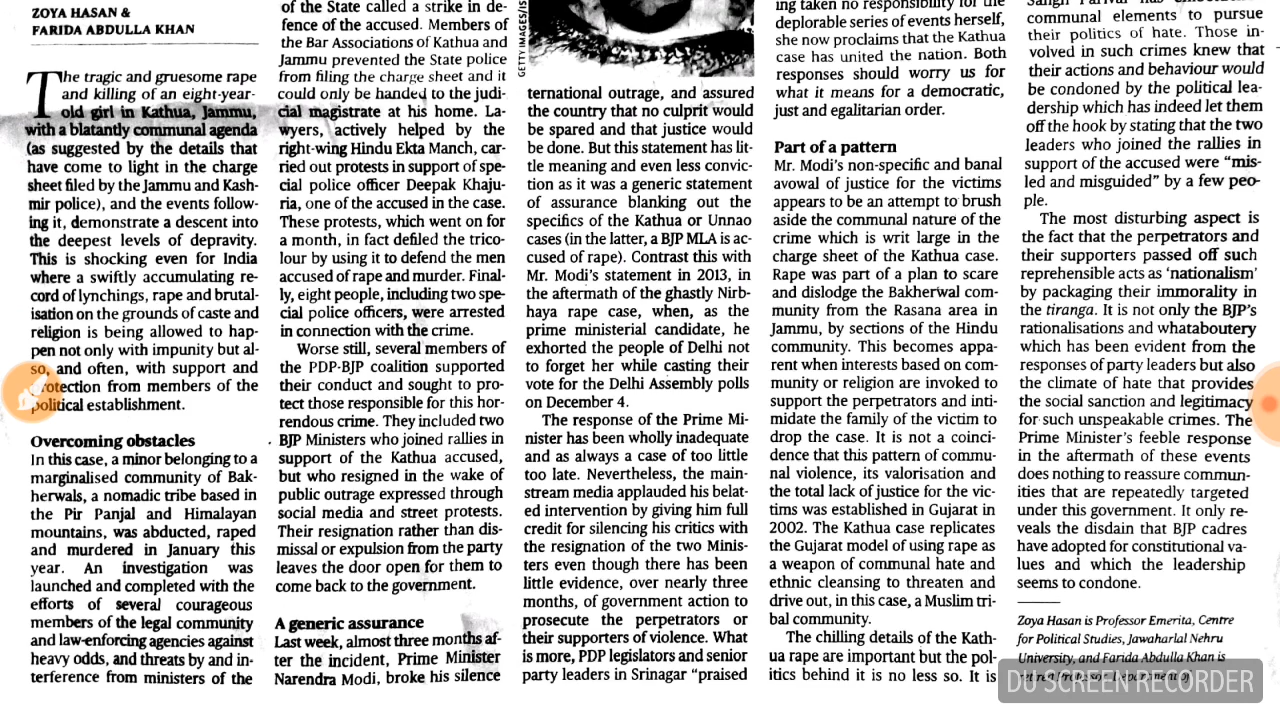 ZOYA HASAN &
FARIDA ABDULLA KHAN
The tragic and gruesome rape
and killing of an eight-year-
old girl in Kathua, Jammu,
with a blatantly communal agenda
(as suggested by the details that
have come to light in the charge
sheet filed by the Jammu and Kash-
mir police), and the events follow-
ing it, demonstrate a descent into
the deepest levels of depravity.
This is shocking even for India
where a swiftly accumulating re-
cord of lynchings, rape and brutal-
isation on the grounds of caste and
religion is being allowed to hap-
pen not only with impunity but al-
so, and often, with support and
protection from members of the
political establishment.
Overcoming obstacles
In this case, a minor belonging to a
marginalised community of Bak-
herwals, a nomadic tribe based in
the Pir Panjal and Himalayan
mountains, was abducted, raped
and murdered in January this
year. An investigation was
launched and completed with the
efforts of several courageous
members of the legal community
and law-enforcing agencies against
heavy odds, and threats by and in-
terference from ministers of the
of the State called a strike in de-
fence of the accused. Members of
the Bar Associations of Kathua and
Jammu prevented the State police
from filing the charge sheet and it
could only be handed to the judi-
cial magistrate at his home. La-
wyers, actively helped by the
right-wing Hindu Ekta Manch, car-
ried out protests in support of spe-
cial police officer Deepak Khaju-
ria, one of the accused in the case.
These protests, which went on for
a month, in fact defiled the trico-
lour by using it to defend the men
accused of rape and murder. Final-
ly, eight people, including two spe-
cial police officers, were arrested
in connection with the crime.
Worse still, several members of
the PDP-BJP coalition supported
their conduct and sought to pro-
tect those responsible for this hor-
rendous crime. They included two
BJP Ministers who joined rallies in
support of the Kathua accused,
but who resigned in the wake of
public outrage expressed through
social media and street protests.
Their resignation rather than dis-
missal or expulsion from the party
leaves the door open for them to
come back to the government.
A generic assurance
Last week, almost three months af-
ter the incident, Prime Minister
Narendra Modi, broke his silence
GETTY IMAGES/IS
ternational outrage, and assured
the country that no culprit would
be spared and that justice would
be done. But this statement has lit-
tle meaning and even less convic-
tion as it was a generic statement
of assurance blanking out the
specifics of the Kathua or Unnao
cases (in the latter, a BJP MLA is ac-
cused of rape). Contrast this with
Mr. Modi's statement in 2013, in
the aftermath of the ghastly Nirb-
haya rape case, when, as the
prime ministerial candidate, he
exhorted the people of Delhi not
to forget her while casting their
vote for the Delhi Assembly polls
on December 4.
The response of the Prime Mi-
nister has been wholly inadequate
and as always a case of too little
too late. Nevertheless, the main-
stream media applauded his belat-
ed intervention by giving him full
credit for silencing his critics with
the resignation of the two Minis-
ters even though there has been
little evidence, over nearly three
months, of government action to
prosecute the perpetrators or
their supporters of violence. What
is more, PDP legislators and senior
party leaders in Srinagar “praised
ing taken no responsibility for the
deplorable series of events herself,
she now proclaims that the Kathua
case has united the nation. Both
responses should worry us for
what it means for a democratic,
just and egalitarian order.
Part of a pattern
Mr. Modi's non-specific and banal
avowal of justice for the victims
appears to be an attempt to brush
aside the communal nature of the
crime which is writ large in the
charge sheet of the Kathua case.
Rape was part of a plan to scare
and dislodge the Bakherwal com-
munity from the Rasana area in
Jammu, by sections of the Hindu
community. This becomes appa-
rent when interests based on com-
munity or religion are invoked to
support the perpetrators and inti-
midate the family of the victim to
drop the case. It is not a coinci-
dence that this pattern of commu-
nal violence, its valorisation and
the total lack of justice for the vic-
tims was established in Gujarat in
2002. The Kathua case replicates
the Gujarat model of using rape as
a weapon of communal hate and
ethnic cleansing to threaten and
drive out, in this case, a Muslim tri-
bal community.
The chilling details of the Kath-
ua rape are important but the pol-
itics behind it is no less so. It is
communal elements to pursue
their politics of hate. Those in-
volved in such crimes knew that
their actions and behaviour would
be condoned by the political lea-
dership which has indeed let them
off the hook by stating that the two
leaders who joined the rallies in
support of the accused were “mis-
led and misguided” by a few peo-
ple.
The most disturbing aspect is
the fact that the perpetrators and
their supporters passed off such
reprehensible acts as ‘nationalism’
by packaging their immorality in
the tiranga. It is not only the BJP's
rationalisations and whataboutery
which has been evident from the
responses of party leaders but also
the climate of hate that provides
the social sanction and legitimacy
for such unspeakable crimes. The
Prime Minister's feeble response
in the aftermath of these events
does nothing to reassure commun-
ities that are repeatedly targeted
under this government. It only re-
veals the disdain that BJP cadres
have adopted for constitutional va-
lues and which the leadership
seems to condone.
Zoya Hasan is Professor Emerita, Centre
for Political Studies, Jawaharlal Nehru
University, and Farida Abdulla Khan is
DU SCREEN RECORDER